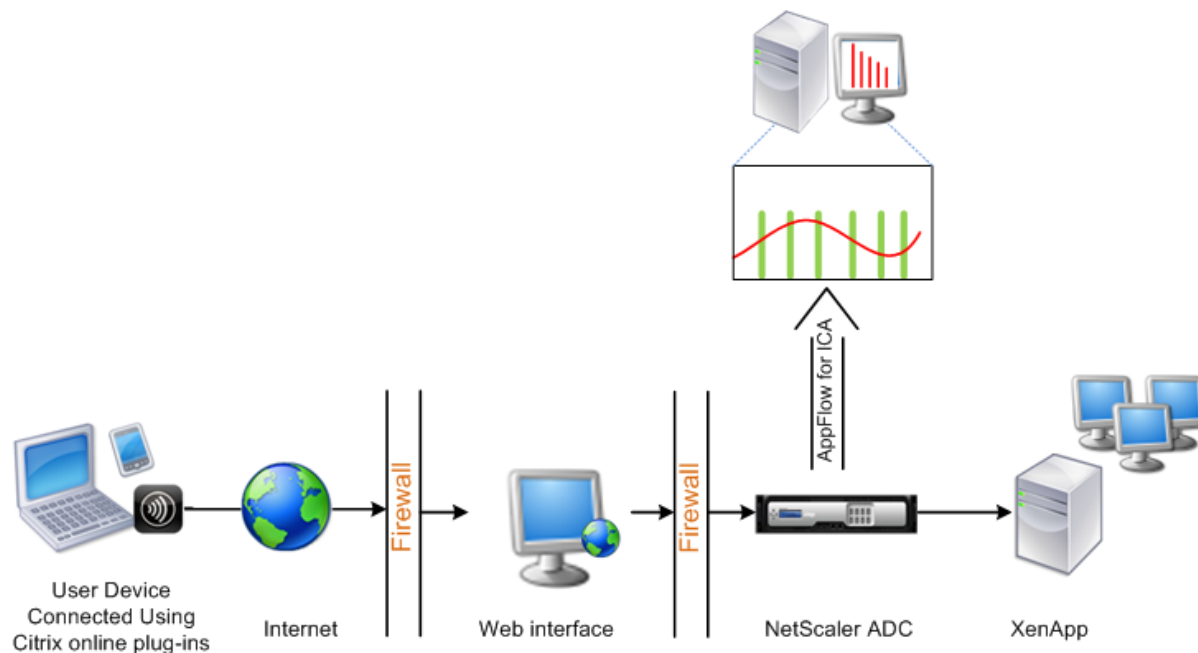 AppFlow for ICA
Firewall
Firewall
User Device
Connected Using
Citrix online plug-ins
Internet
Web interface
NetScaler ADC
XenApp